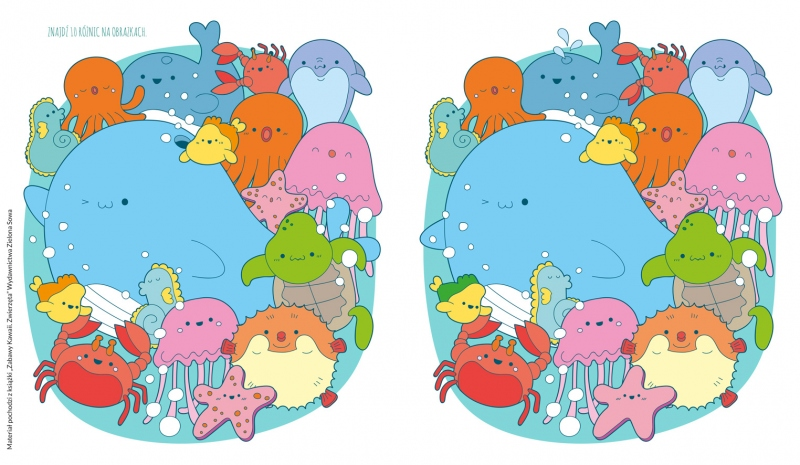 ZNAJDŹ 10 RÓŻNIC NA OBRAZKACH.
Materiał pochodzi z książki „Zabawy Kawaii. Zwierzęta” Wydawnictwa Zielona Sowa